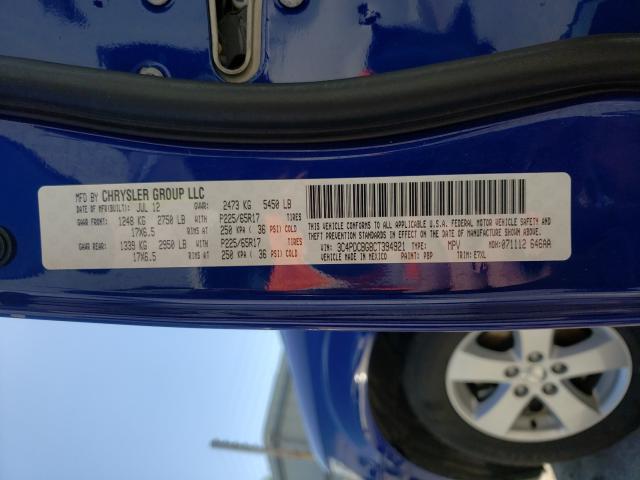 MFD BY CHRYSLER GROUP LLC
DATE OF MFR(BUILT): JUL 12 GVWR: 2473 KG 5450 LB
GAWR FRONT: 1248 KG 2750 LB WITH P225/65R17 TIRES
17X6.5 RIMS AT 250 KPA ( 36 PSI) COLD
GAWR REAR: 1339 KG 2950 LB WITH P225/65R17 TIRES
17X6.5 RIMS AT 250 KPA ( 36 PSI) COLD
THIS VEHICLE CONFORMS TO ALL APPLICABLE U.S.A. FEDERAL MOTOR VEHICLE SAFETY AND
THEFT PREVENTION STANDARDS IN EFFECT ON THE DATE OF MANUFACTURE SHOWN ABOVE.
VIN: 3C4PDCBG8CT394921 TYPE: MPV MDH: 071112 646AA
VEHICLE MADE IN MEXICO PAINT: PBP TRIM: E7XL